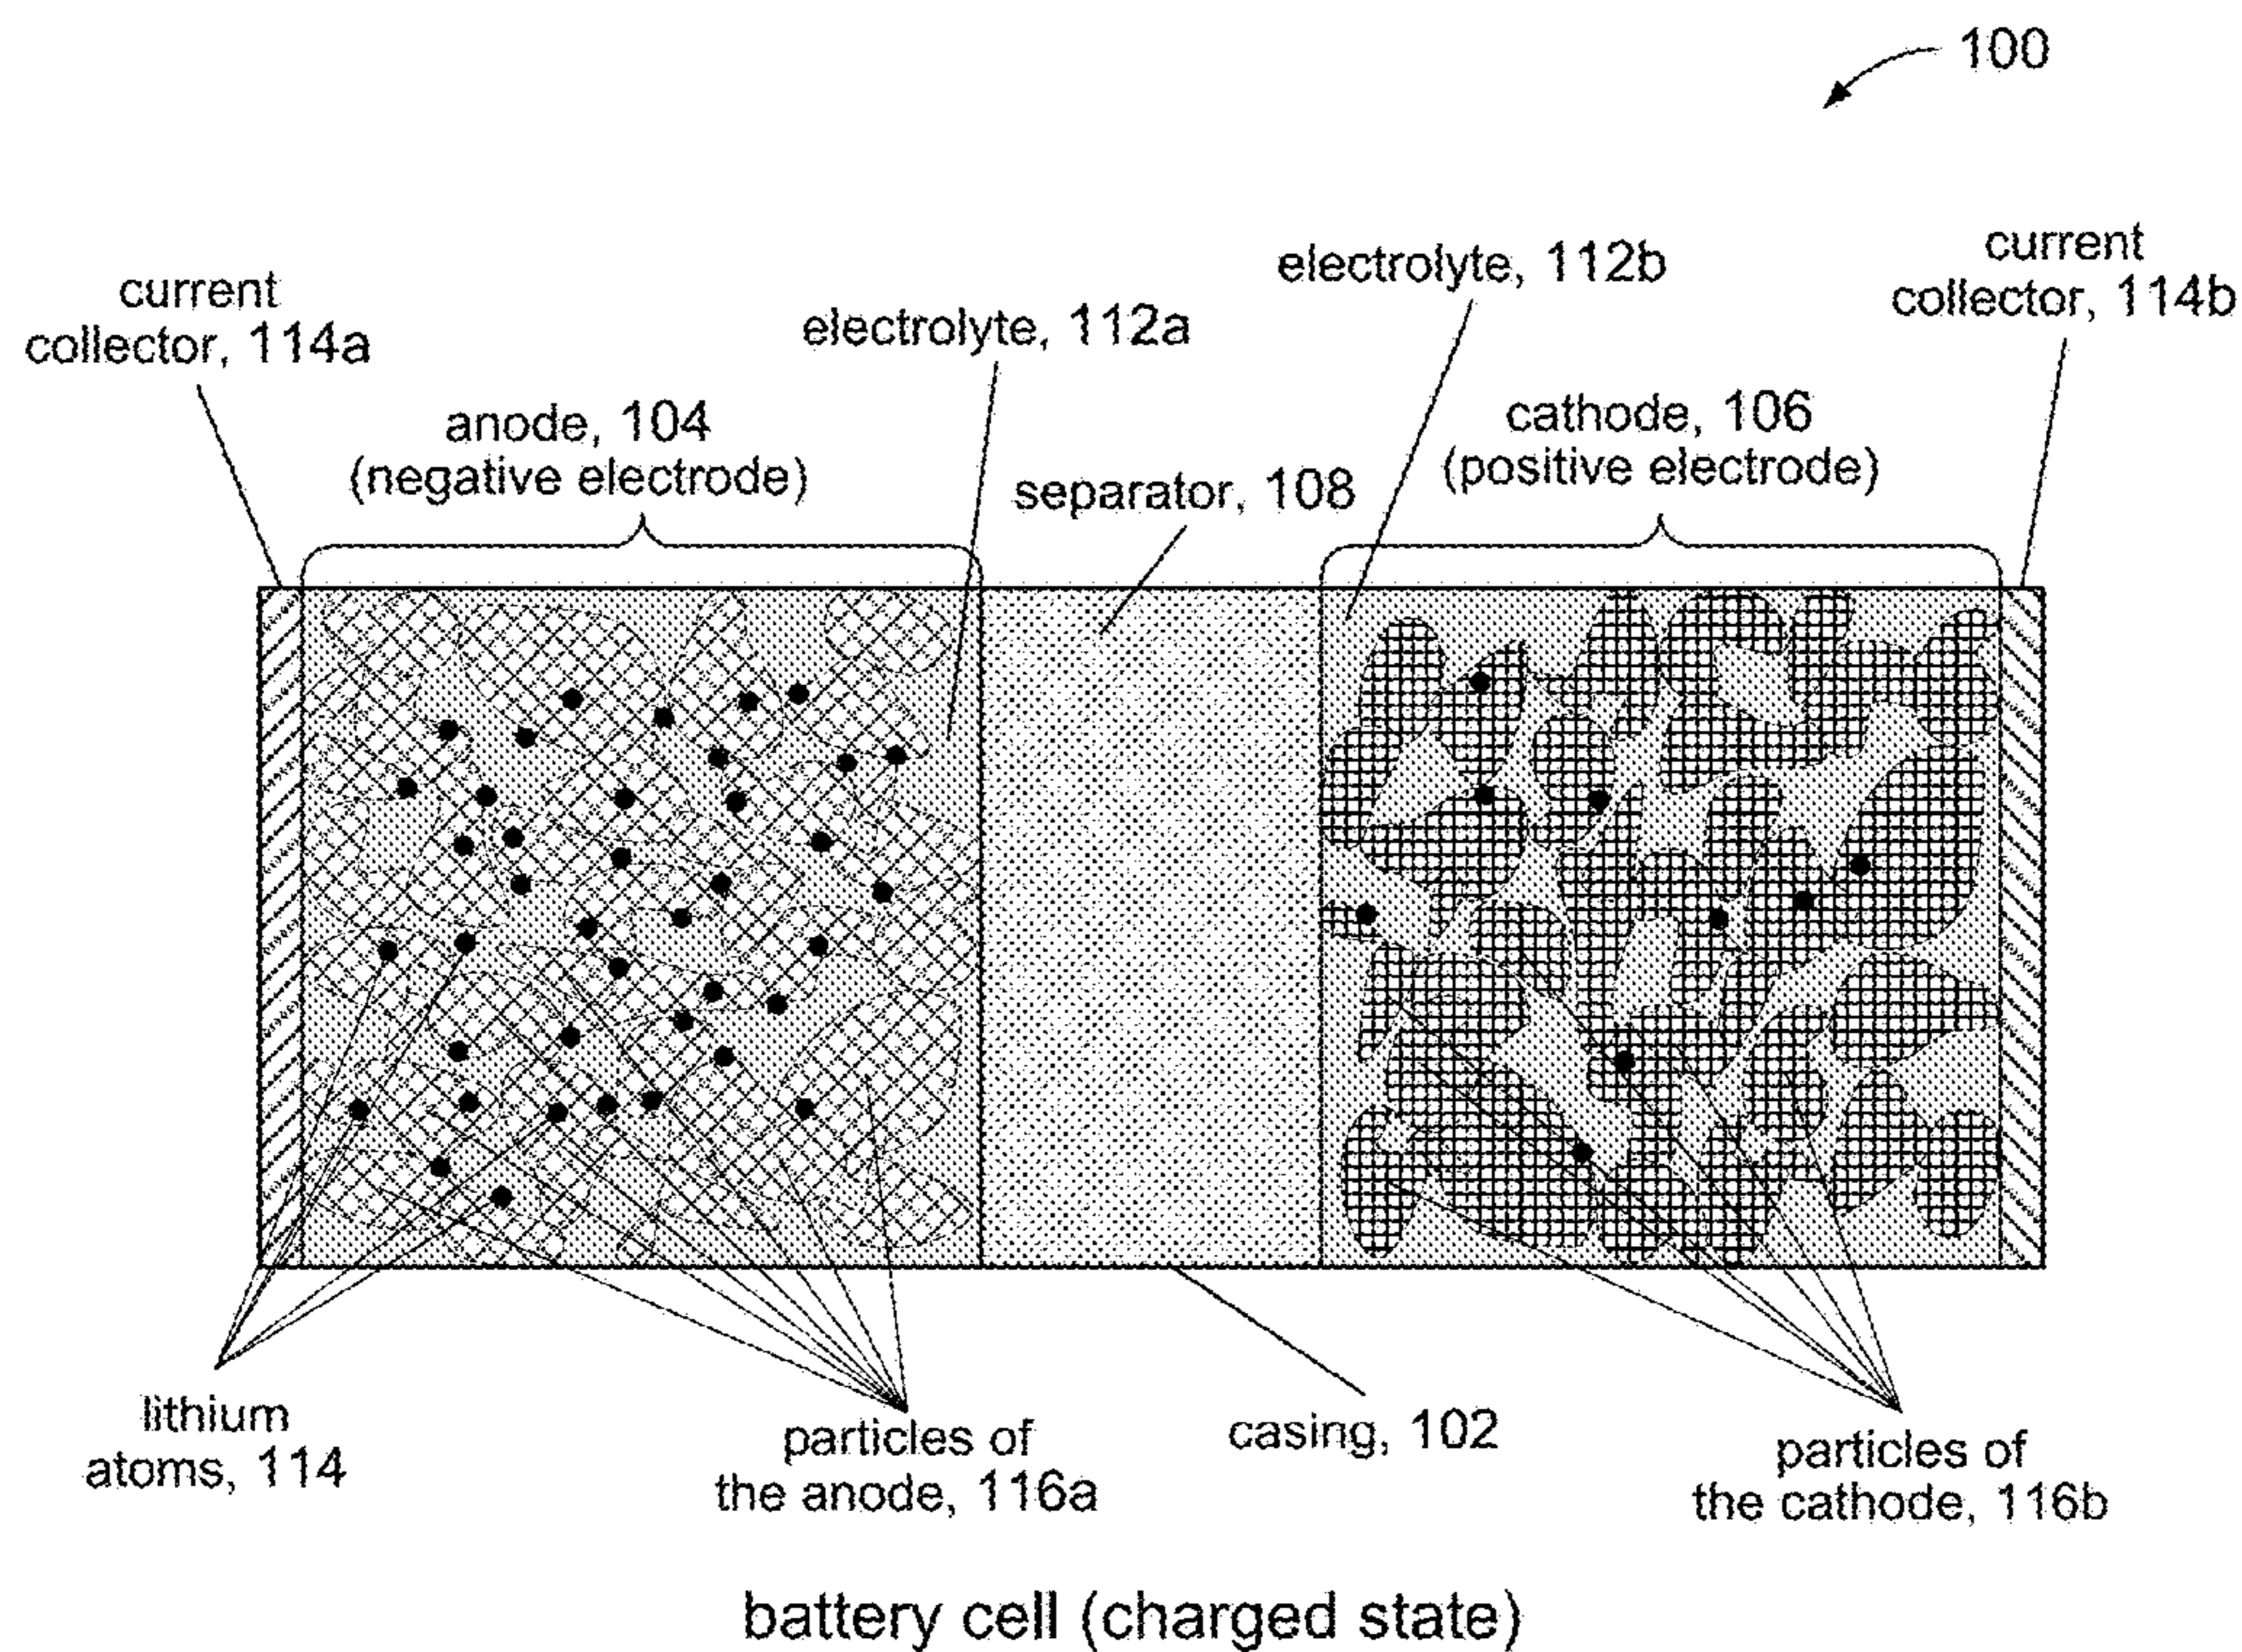 100
current
collector, 114a
anode, 104
(negative electrode)
electrolyte, 112a
separator, 108
electrolyte, 112b
cathode, 106
(positive electrode)
current
collector, 114b
lithium
atoms, 114
particles of
the anode, 116a
casing, 102
particles of
the cathode, 116b
battery cell (charged state)